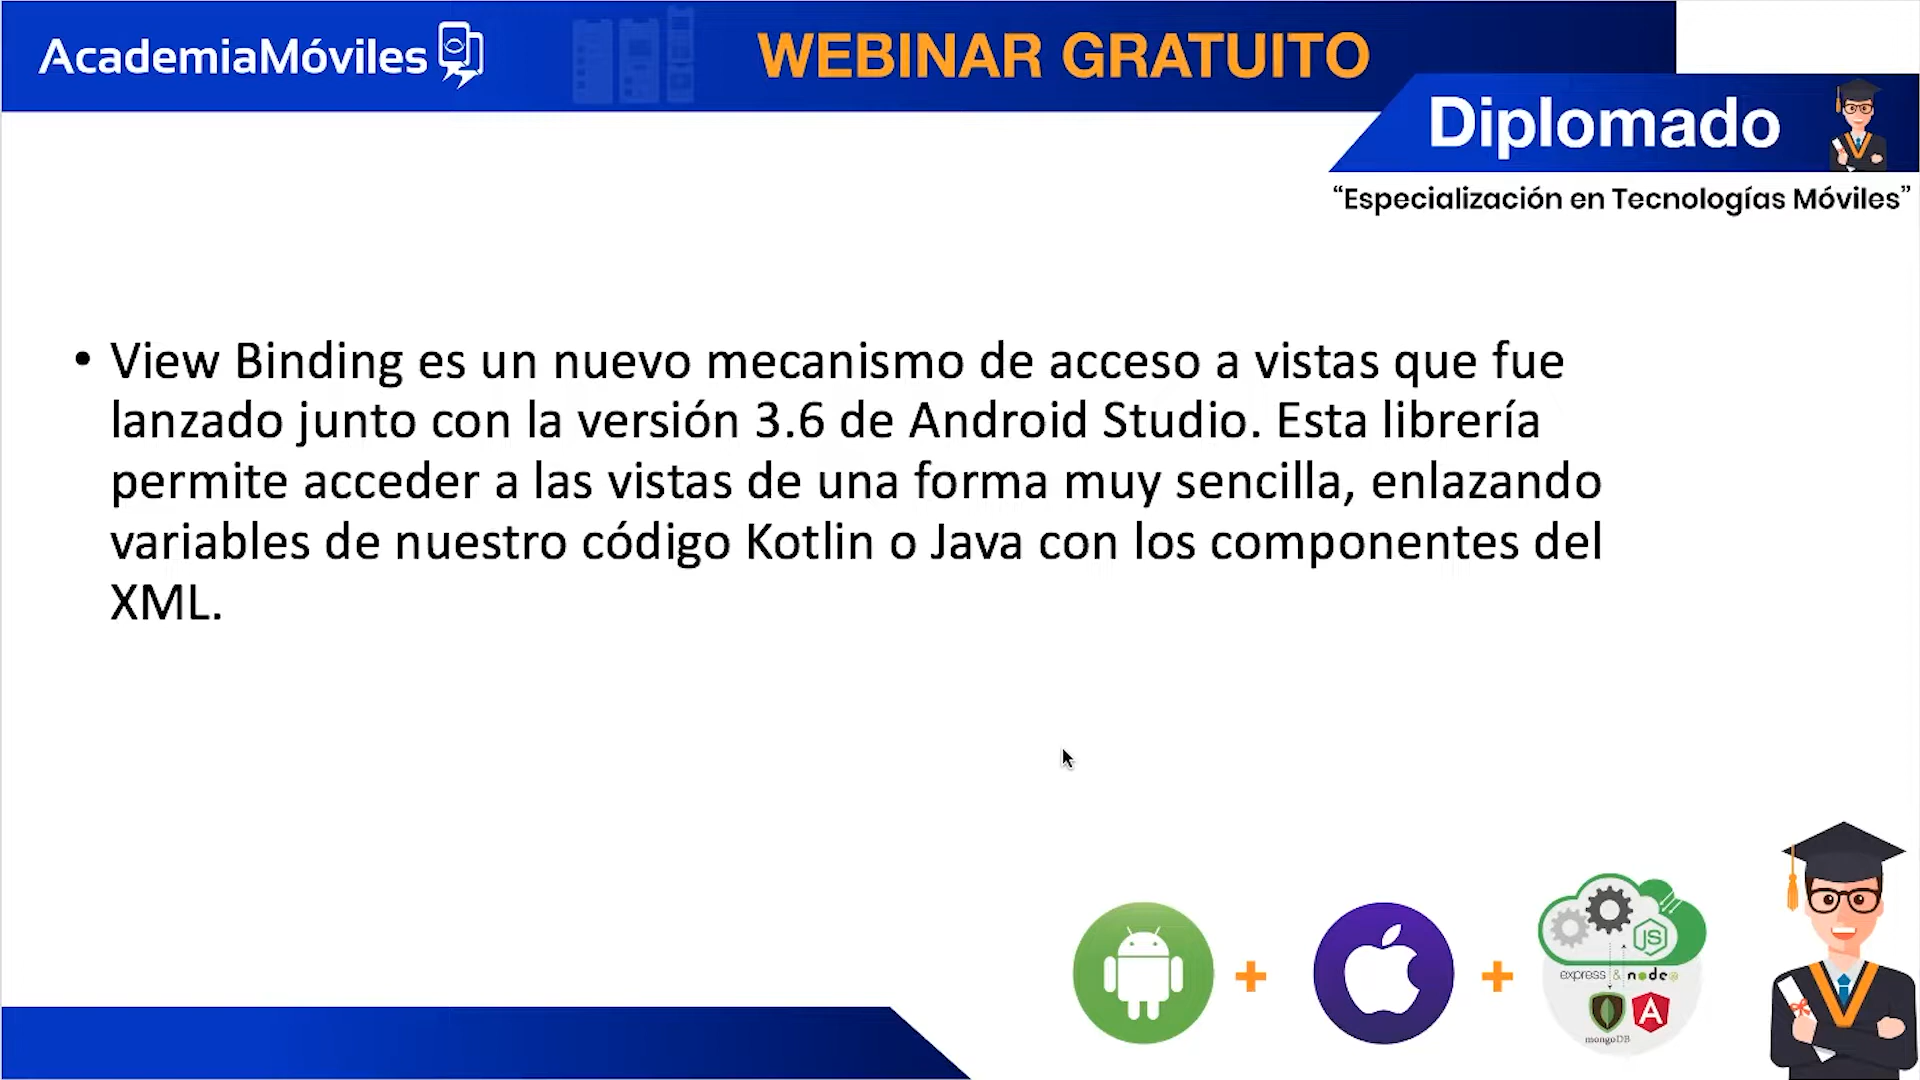 AcademiaMóviles
WEBINAR GRATUITO
Diplomado
“Especialización en Tecnologías Móviles”
• View Binding es un nuevo mecanismo de acceso a vistas que fue
lanzado junto con la versión 3.6 de Android Studio. Esta librería
permite acceder a las vistas de una forma muy sencilla, enlazando
variables de nuestro código Kotlin o Java con los componentes del
XML.
+ +
JS
express & node
A
mongoDB